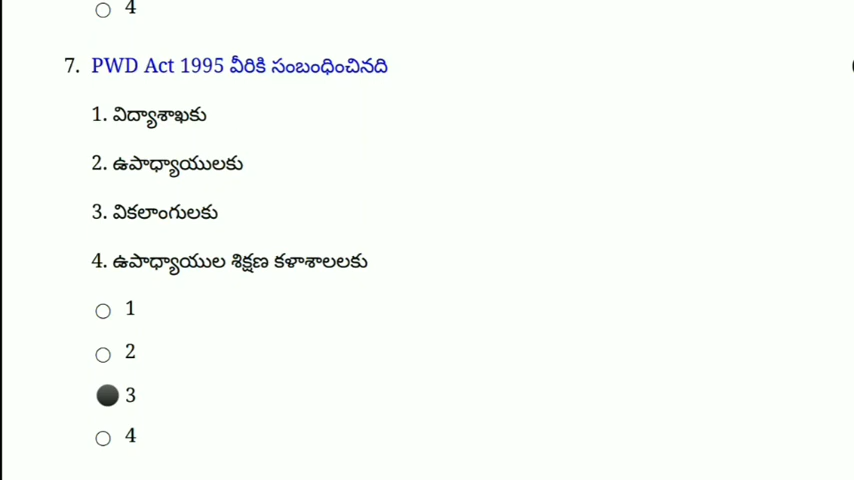 4
7. PWD Act 1995 వీరికి సంబంధించినది
1. విద్యాశాఖకు
2. ఉపాధ్యాయులకు
3. వికలాంగులకు
4. ఉపాధ్యాయుల శిక్షణ కళాశాలలకు
1
2
3
4